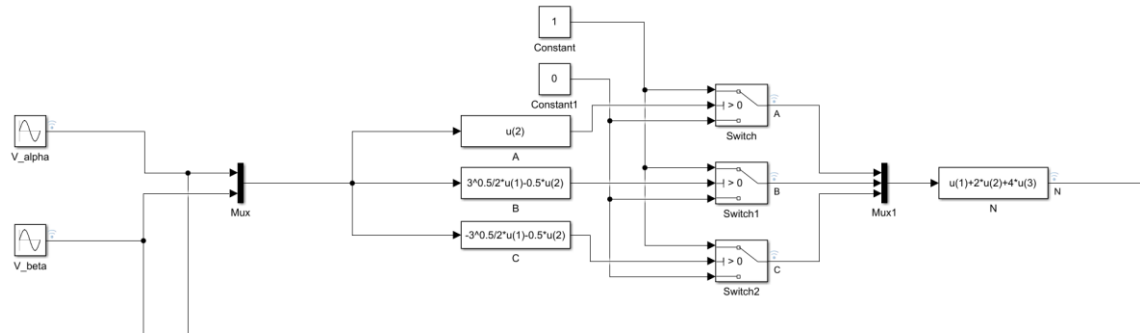 1
Constant
0
Constant1
V_alpha
V_beta
Mux
u(2)
A
3^0.5/2*u(1)-0.5*u(2)
B
-3^0.5/2*u(1)-0.5*u(2)
C
> 0
Switch
A
> 0
Switch1
B
> 0
Switch2
C
Mux1
u(1)+2*u(2)+4*u(3)
N
N